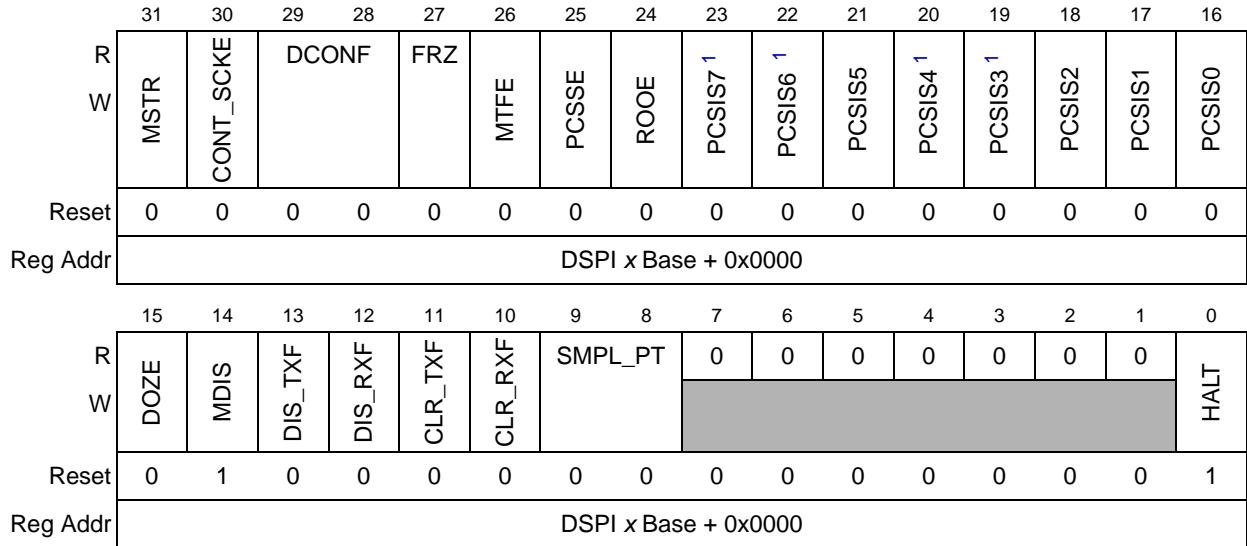 31 30 29 28 27 26 25 24 23 22 21 20 19 18 17 16
R MSTR CONT_SCKE DCONF FRZ MTFE PCSSE ROOE PCSIS7 1 PCSIS6 1 PCSIS5 PCSIS4 1 PCSIS3 1 PCSIS2 PCSIS1 PCSIS0
W
Reset 0 0 0 0 0 0 0 0 0 0 0 0 0 0 0 0
Reg Addr DSPI x Base + 0x0000
15 14 13 12 11 10 9 8 7 6 5 4 3 2 1 0
R DOZE MDIS DIS_TXF DIS_RXF CLR_TXF CLR_RXF SMPL_PT 0 0 0 0 0 0 0 HALT
W
Reset 0 1 0 0 0 0 0 0 0 0 0 0 0 0 0 1
Reg Addr DSPI x Base + 0x0000